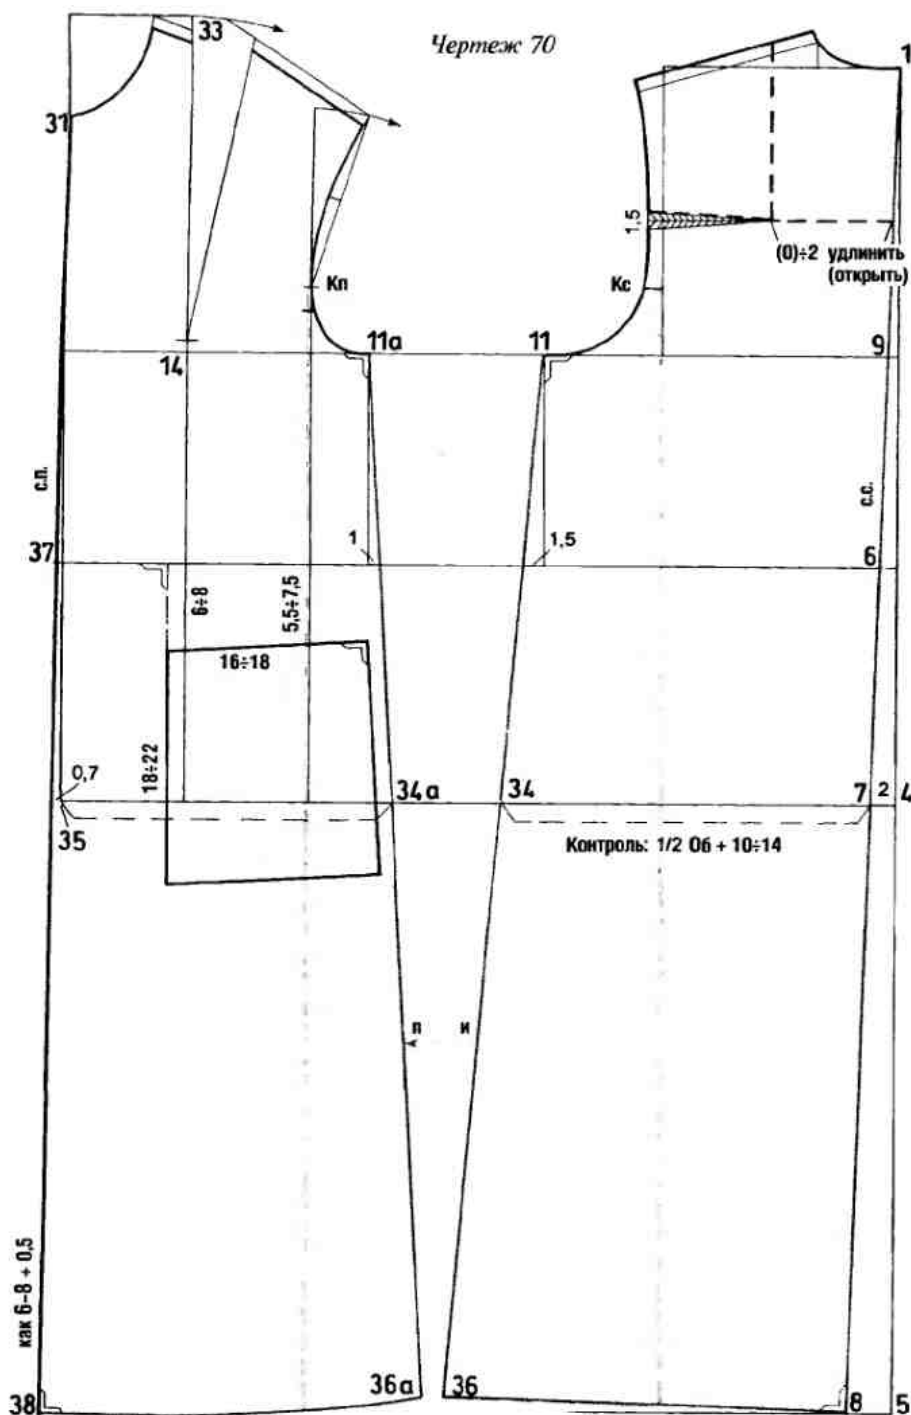 Чертеж 70
33
1
31
1,5
(0)÷2 удлинить
(открыть)
Кп
Кс
14
11а
11
9
с.п.
с.с.
37
1
1,5
6
6÷8
5,5÷7,5
16÷18
18÷22
0,7
35
34а
34
7
2
4
Контроль: 1/2 Об + 10÷14
п
и
как 6-8 + 0,5
38
36а
36
8
5